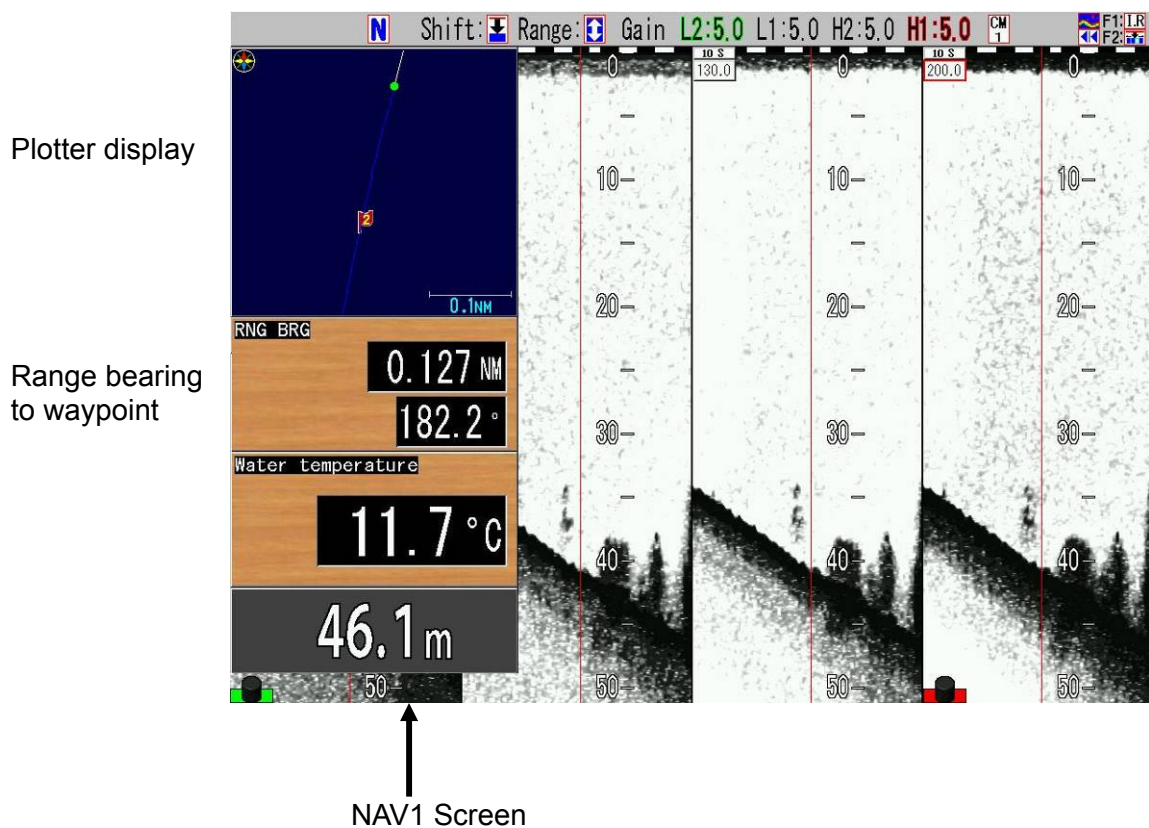 N Shift: Range: Gain L2:5.0 L1:5.0 H2:5.0 H1:5.0 CM 1 F1: I.R F2:
10 S
130.0
10 S
200.0
0 0 0
10 10 10
20 20 20
30 30 30
40 40 40
50 50 50 50
Plotter display
2
0.1NM
RNG BRG
0.127 NM
182.2°
Range bearing
to waypoint
Water temperature
11.7 °C
46.1m
NAV1 Screen